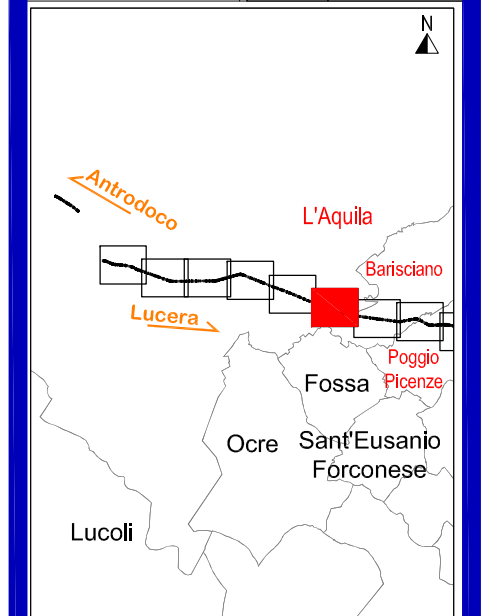 N
Antrodoco
L'Aquila
Barisciano
Lucera
Poggio
Picenze
Fossa
Ocre
Sant'Eusanio
Forconese
Lucoli